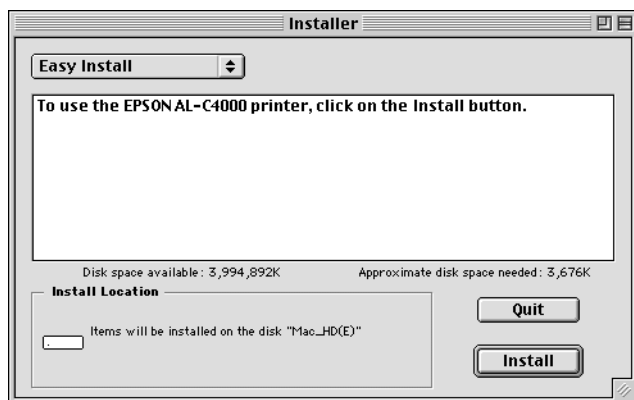 Installer
Easy Install
To use the EPSON AL-C4000 printer, click on the Install button.
Disk space available: 3,994,892K
Approximate disk space needed: 3,676K
Install Location
Items will be installed on the disk "Mac_HD(E)"
Quit
Install